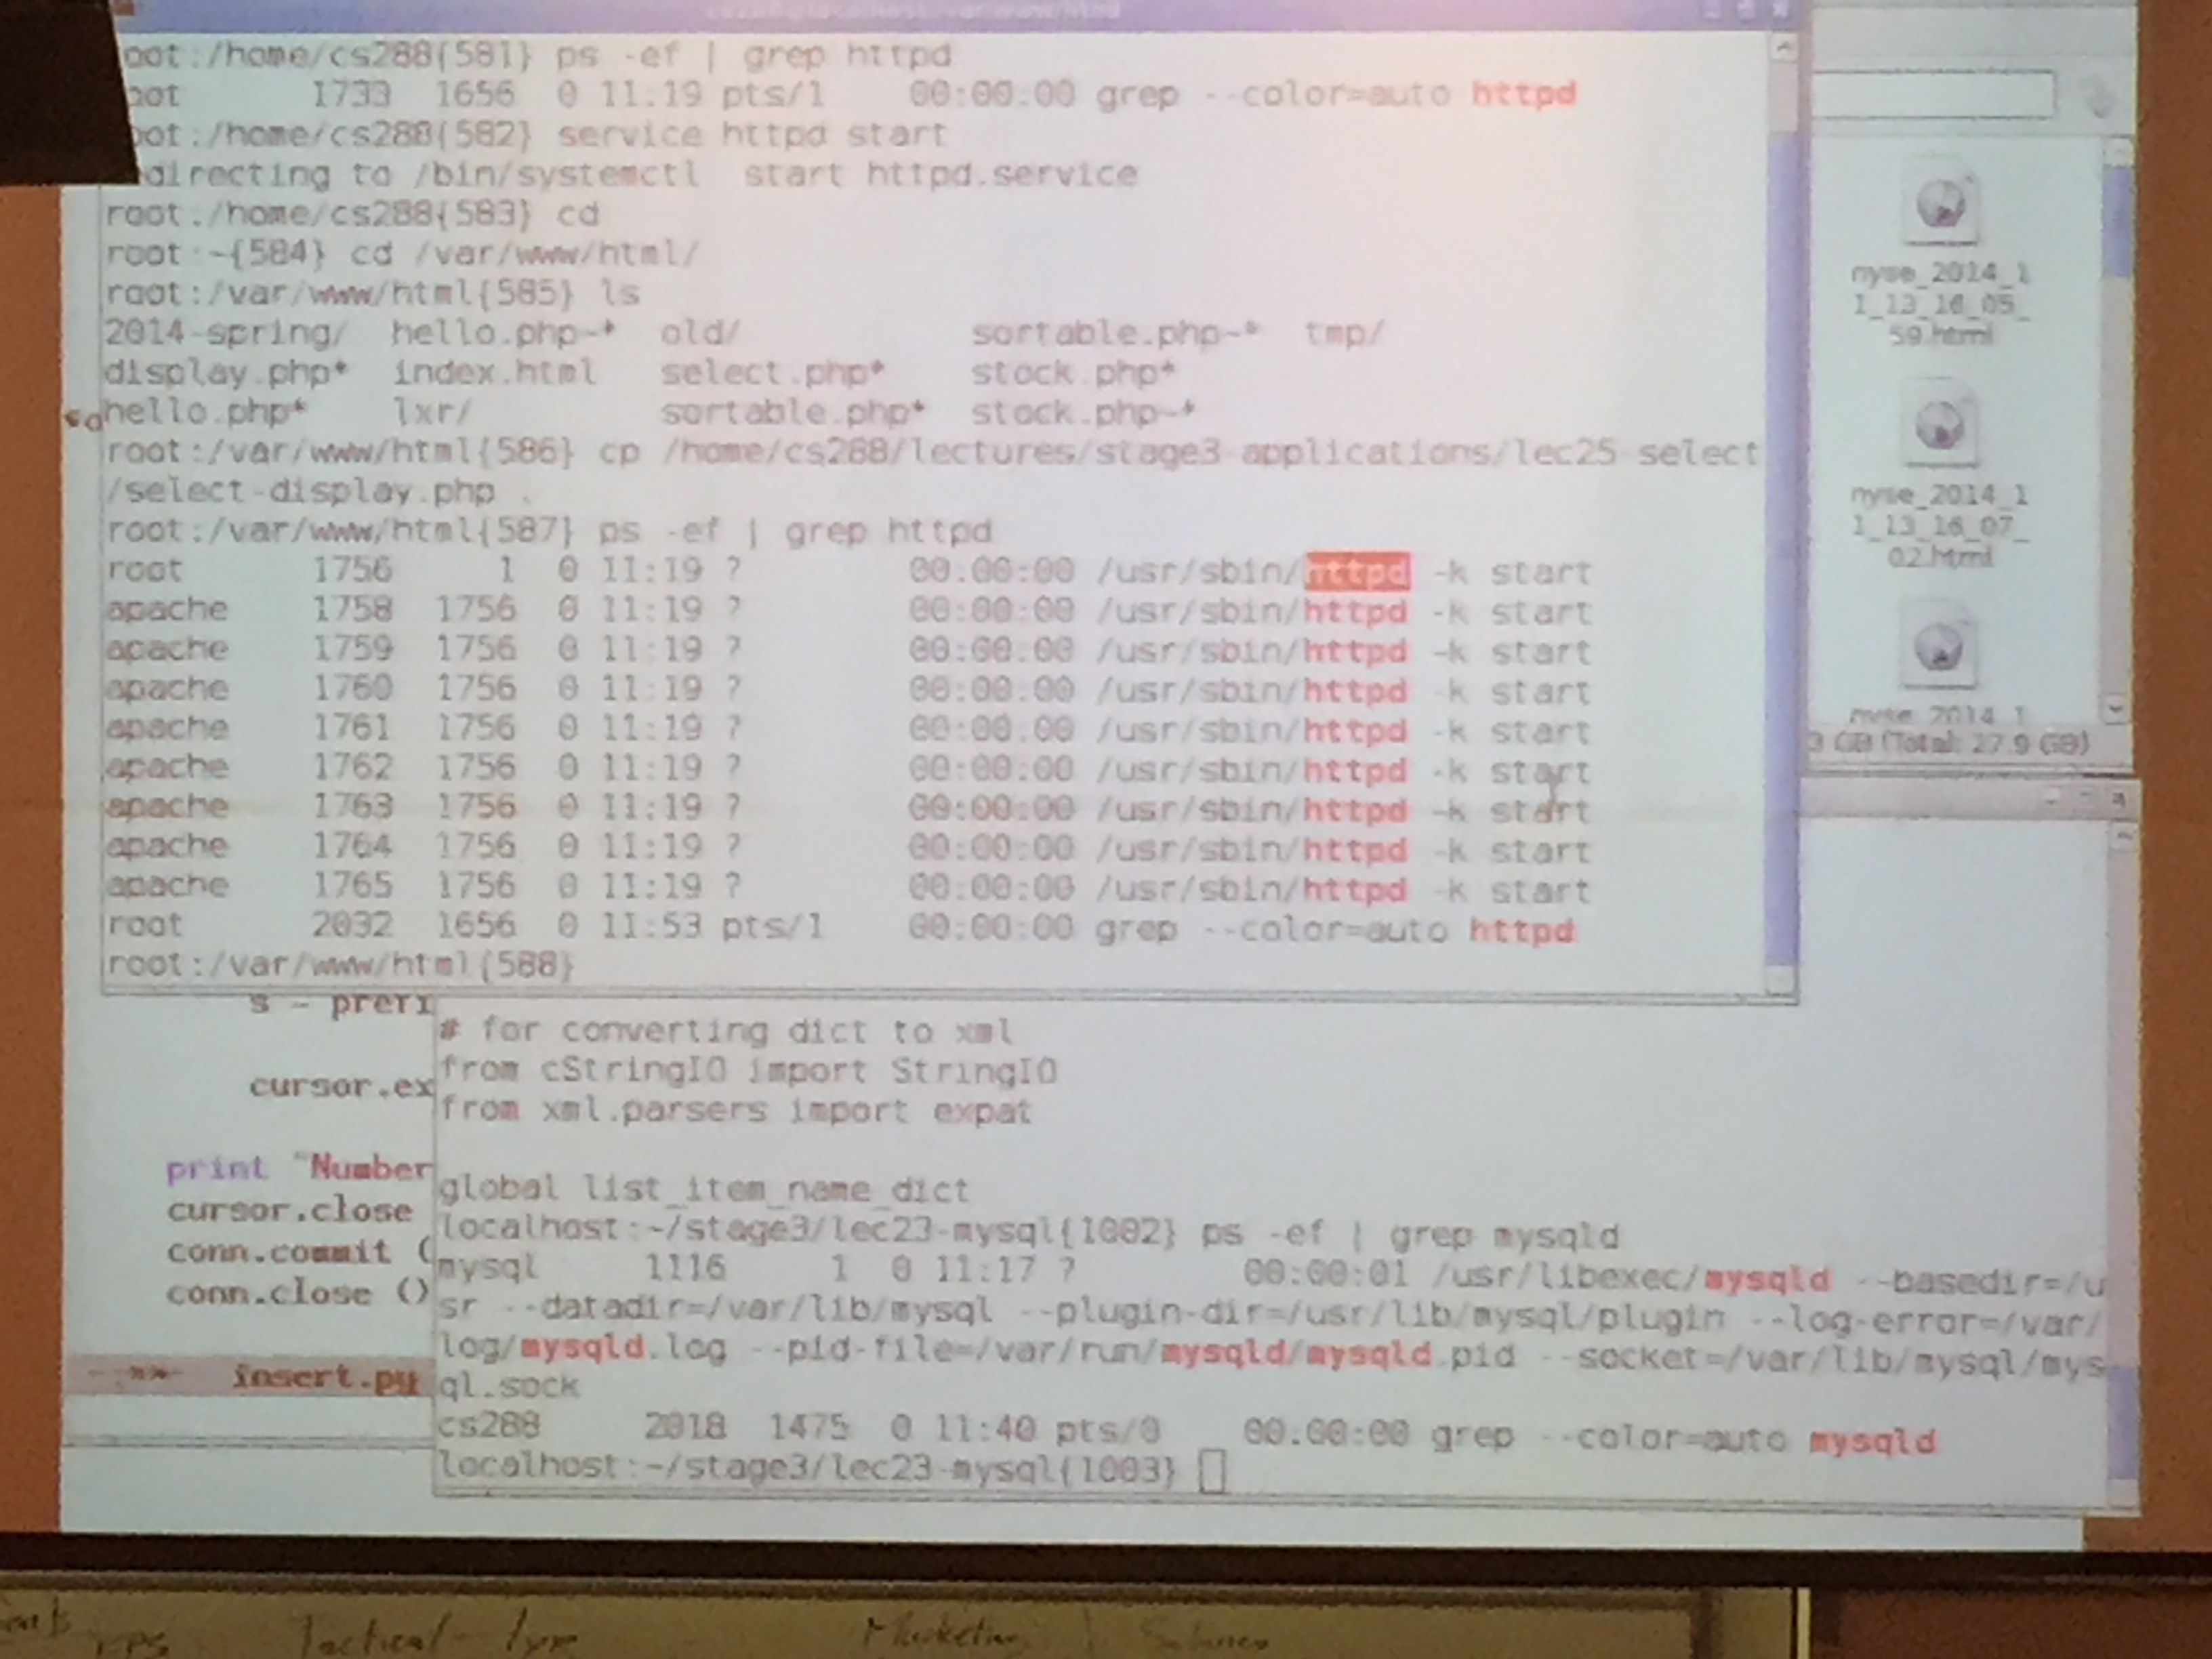 root:/home/cs288{581} ps -ef | grep httpd
root 1733 1656 0 11:19 pts/1 00:00:00 grep --color=auto httpd
root:/home/cs288{582} service httpd start
Redirecting to /bin/systemctl start httpd.service
root:/home/cs288{583} cd
root:~{584} cd /var/www/html/
root:/var/www/html{585} ls
2014-spring/ hello.php~* old/ sortable.php~* tmp/
display.php* index.html select.php* stock.php*
hello.php* lxr/ sortable.php* stock.php~*
root:/var/www/html{586} cp /home/cs288/lectures/stage3-applications/lec25-select
/select-display.php .
root:/var/www/html{587} ps -ef | grep httpd
root 1756 1 0 11:19 ? 00:00:00 /usr/sbin/httpd -k start
apache 1758 1756 0 11:19 ? 00:00:00 /usr/sbin/httpd -k start
apache 1759 1756 0 11:19 ? 00:00:00 /usr/sbin/httpd -k start
apache 1760 1756 0 11:19 ? 00:00:00 /usr/sbin/httpd -k start
apache 1761 1756 0 11:19 ? 00:00:00 /usr/sbin/httpd -k start
apache 1762 1756 0 11:19 ? 00:00:00 /usr/sbin/httpd -k start
apache 1763 1756 0 11:19 ? 00:00:00 /usr/sbin/httpd -k start
apache 1764 1756 0 11:19 ? 00:00:00 /usr/sbin/httpd -k start
apache 1765 1756 0 11:19 ? 00:00:00 /usr/sbin/httpd -k start
root 2032 1656 0 11:53 pts/1 00:00:00 grep --color=auto httpd
root:/var/www/html{588}
nyse_2014_1
1_13_16_05_
59.html
nyse_2014_1
1_13_16_07_
02.html
nyse_2014_1
3 GB (Total: 27.9 GB)
cursor.ex
print "Number
cursor.close
conn.commit (
conn.close ()
insert.py
# for converting dict to xml
from cStringIO import StringIO
from xml.parsers import expat
global list_item_name_dict
localhost:~/stage3/lec23-mysql{1002} ps -ef | grep mysqld
mysql 1116 1 0 11:17 ? 00:00:01 /usr/libexec/mysqld --basedir=/u
sr --datadir=/var/lib/mysql --plugin-dir=/usr/lib/mysql/plugin --log-error=/var/
log/mysqld.log --pid-file=/var/run/mysqld/mysqld.pid --socket=/var/lib/mysql/mys
ql.sock
cs288 2018 1475 0 11:40 pts/0 00:00:00 grep --color=auto mysqld
localhost:~/stage3/lec23-mysql{1003}
Tactical - Type
Marketing